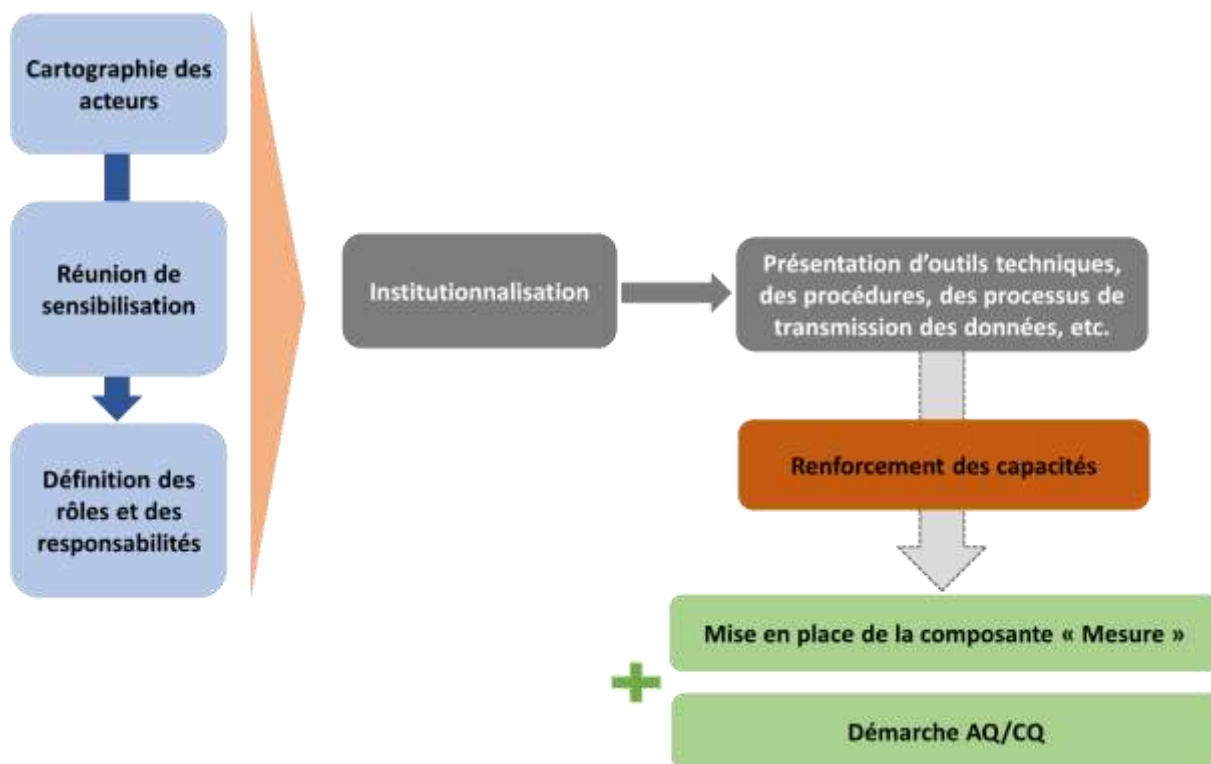 Cartographie des
acteurs
Réunion de
sensibilisation
Définition des
rôles et des
responsabilités
Institutionnalisation
Présentation d’outils techniques,
des procédures, des processus de
transmission des données, etc.
Renforcement des capacités
Mise en place de la composante « Mesure »
Démarche AQ/CQ